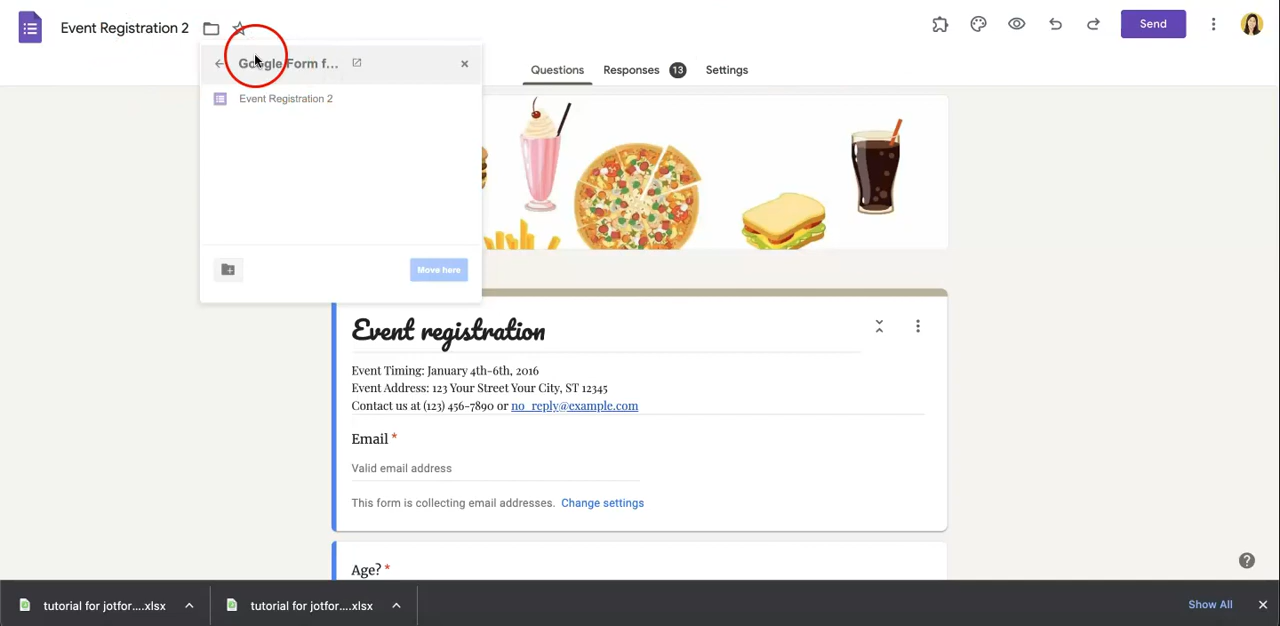 Event Registration 2
Send
Google Form f...
Questions
Responses 13
Settings
Event Registration 2
Move here
Event registration
Event Timing: January 4th-6th, 2016
Event Address: 123 Your Street Your City, ST 12345
Contact us at (123) 456-7890 or no_reply@example.com
Email *
Valid email address
This form is collecting email addresses. Change settings
Age? *
tutorial for jotfor....xlsx
tutorial for jotfor....xlsx
Show All